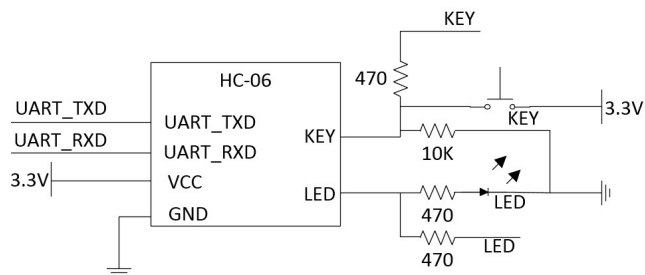 KEY
HC-06
470
UART_TXD
UART_TXD
KEY
3.3V
UART_RXD
UART_RXD
KEY
10K
3.3V
VCC
LED
LED
GND
470
LED
470